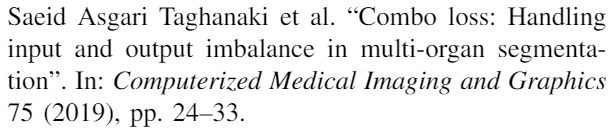 Saeid Asgari Taghanaki et al. “Combo loss: Handling
input and output imbalance in multi-organ segmenta-
tion”. In: Computerized Medical Imaging and Graphics
75 (2019), pp. 24–33.